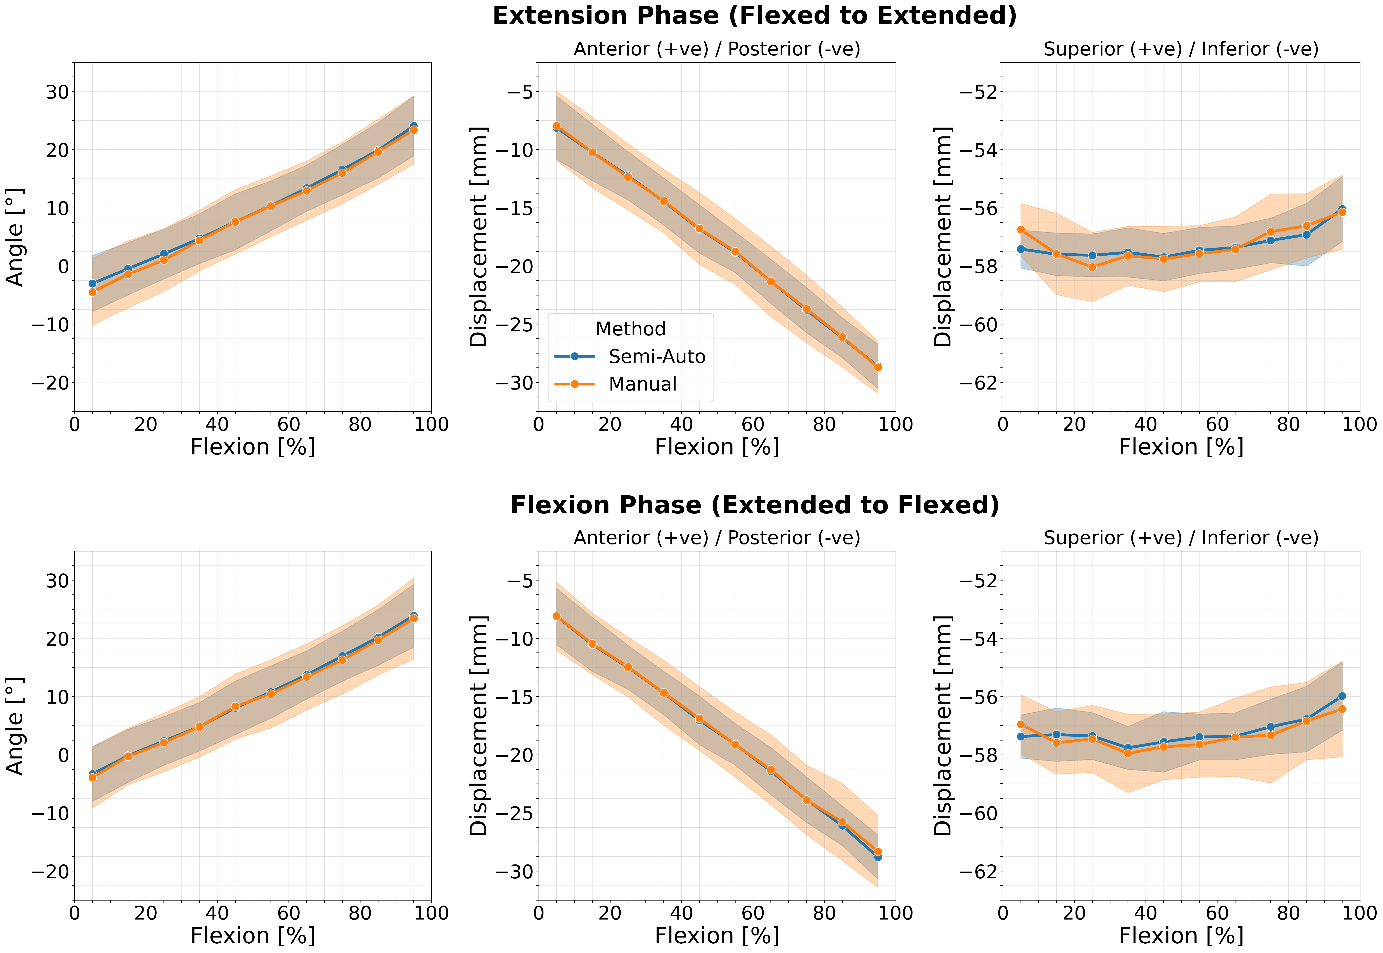 Extension Phase (Flexed to Extended)
Anterior (+ve) / Posterior (-ve)
Superior (+ve) / Inferior (-ve)
30
20
10
0
−10
−20
Angle [°]
0 20 40 60 80 100
Flexion [%]
−5
−10
−15
−20
−25
−30
Displacement [mm]
Method
Semi-Auto
Manual
0 20 40 60 80 100
Flexion [%]
−52
−54
−56
−58
−60
−62
Displacement [mm]
0 20 40 60 80 100
Flexion [%]
Flexion Phase (Extended to Flexed)
Anterior (+ve) / Posterior (-ve)
Superior (+ve) / Inferior (-ve)
30
20
10
0
−10
−20
Angle [°]
0 20 40 60 80 100
Flexion [%]
−5
−10
−15
−20
−25
−30
Displacement [mm]
0 20 40 60 80 100
Flexion [%]
−52
−54
−56
−58
−60
−62
Displacement [mm]
0 20 40 60 80 100
Flexion [%]